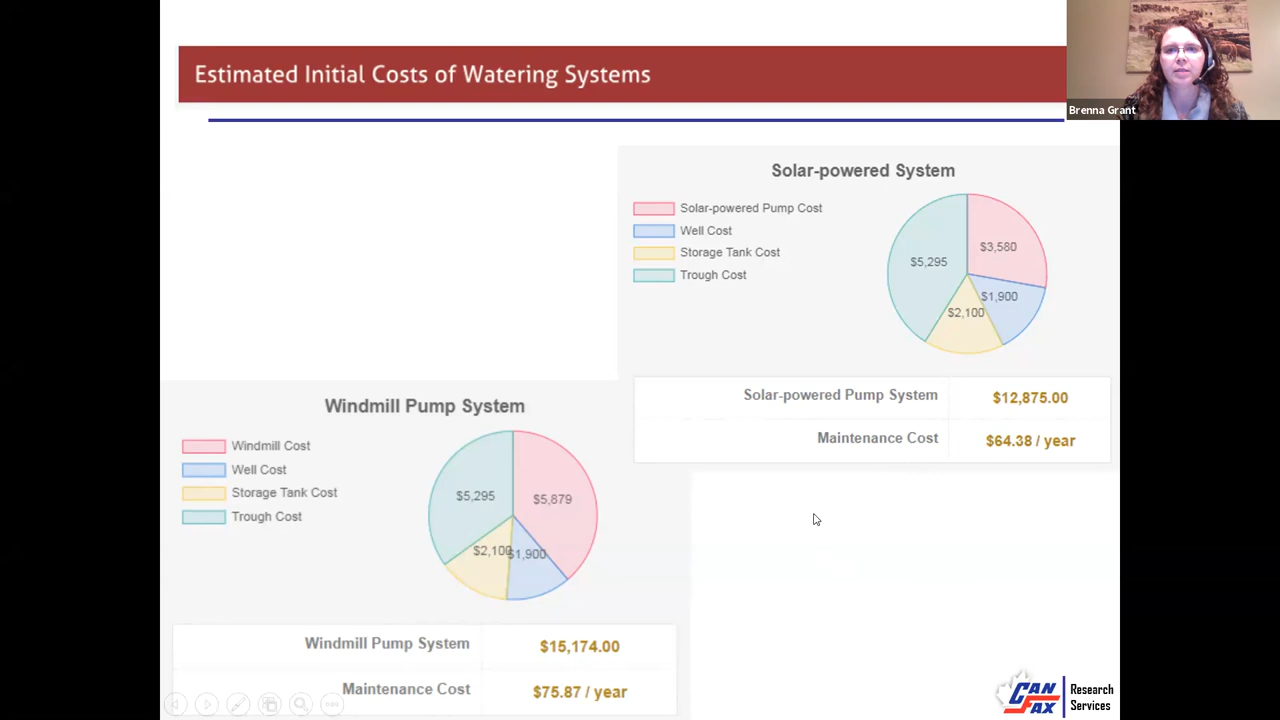 Estimated Initial Costs of Watering Systems
Brenna Grant
Solar-powered System
Solar-powered Pump Cost
Well Cost
Storage Tank Cost
Trough Cost
$3,580
$5,295
$1,900
$2,100
Solar-powered Pump System $12,875.00
Maintenance Cost $64.38 / year
Windmill Pump System
Windmill Cost
Well Cost
Storage Tank Cost
Trough Cost
$5,295
$5,879
$2,100
$1,900
Windmill Pump System $15,174.00
Maintenance Cost $75.87 / year
CAN FAX
Research
Services